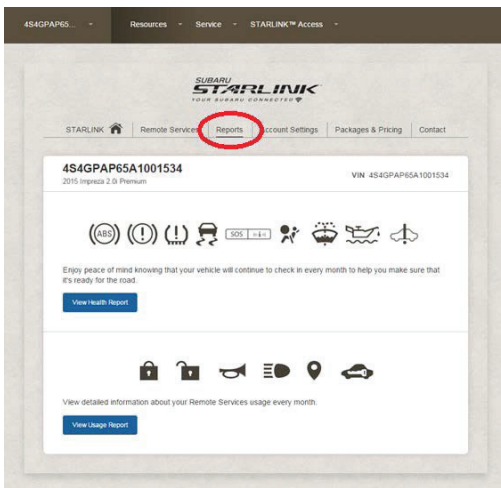 4S4GPAP65... Resources Service STARLINK™ Access
SUBARU
STARLINK
YOUR SUBARU CONNECTED
STARLINK Remote Services Reports Account Settings Packages & Pricing Contact
4S4GPAP65A1001534
2015 Impreza 2.0i Premium
VIN 4S4GPAP65A1001534
(ABS) SOS
Enjoy peace of mind knowing that your vehicle will continue to check in every month to help you make sure that
it's ready for the road.
View Health Report
View detailed information about your Remote Services usage every month.
View Usage Report